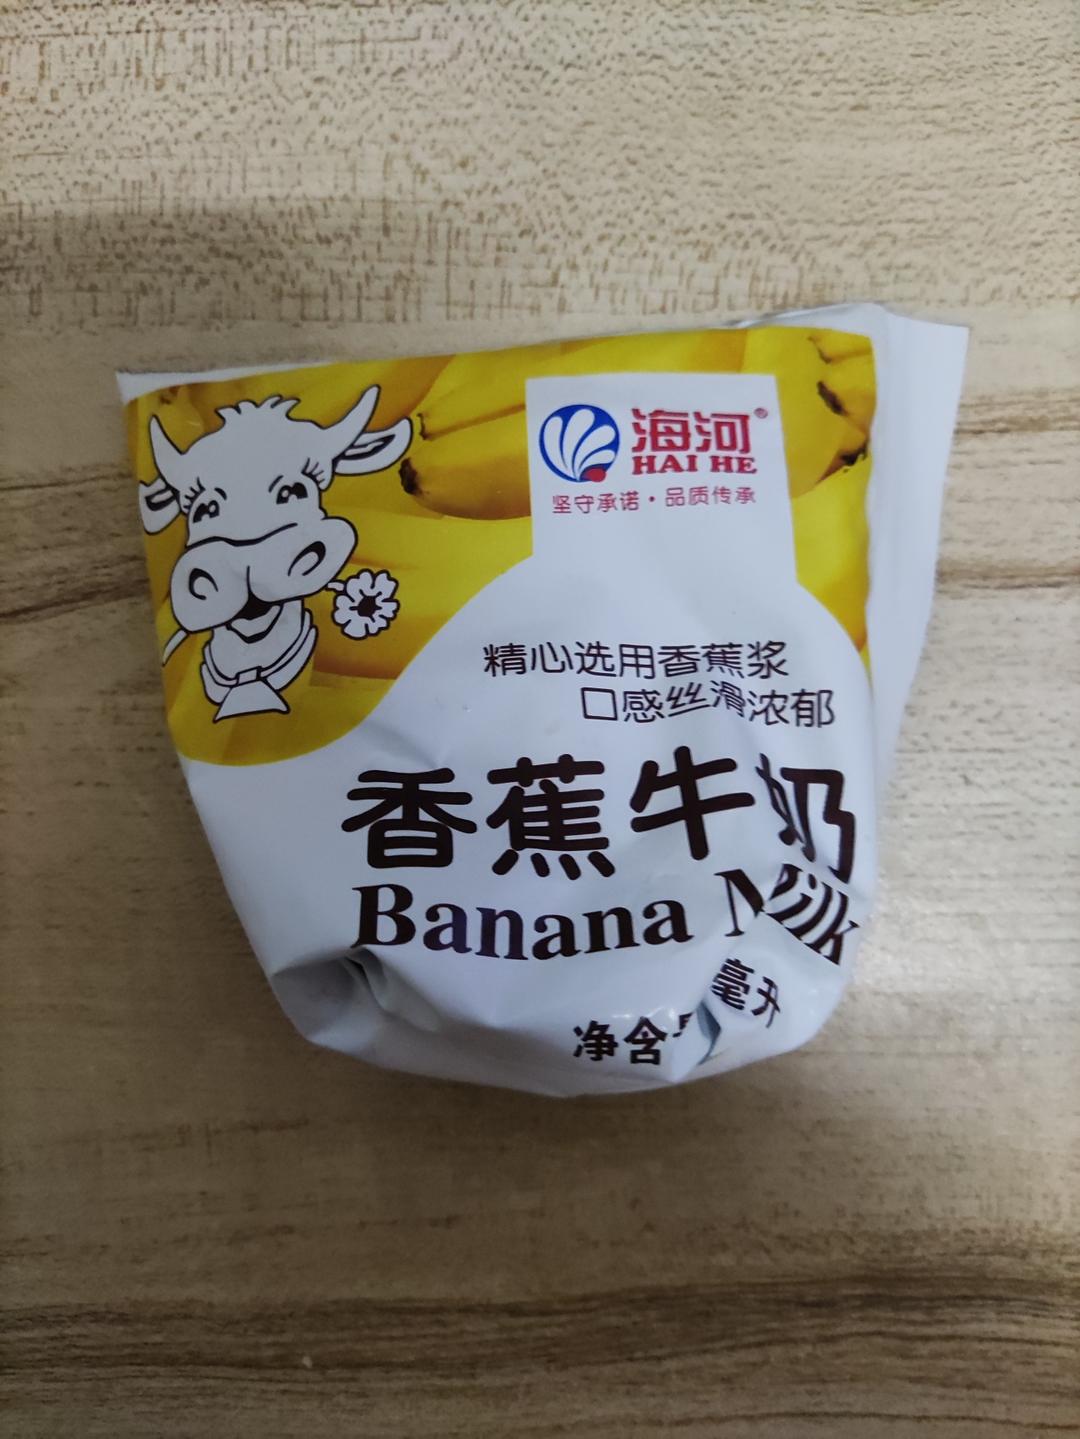 海河®
HAI HE
坚守承诺·品质传承
精心选用香蕉浆
口感丝滑浓郁
香蕉牛奶
Banana Milk
净含 毫升